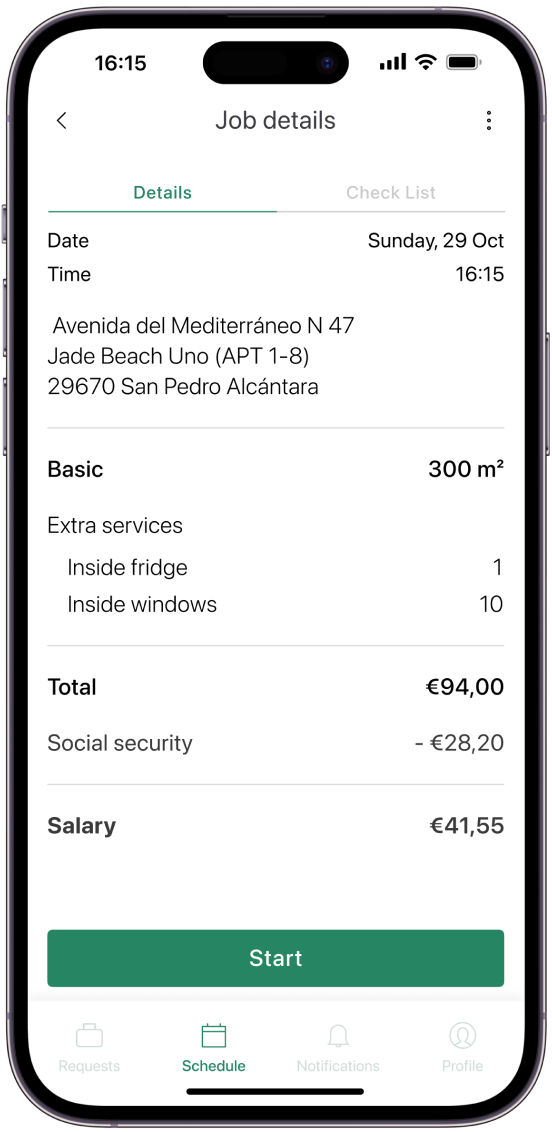 16:15
Job details
Details Check List
Date Sunday, 29 Oct
Time 16:15
Avenida del Mediterráneo N 47
Jade Beach Uno (APT 1-8)
29670 San Pedro Alcántara
Basic 300 m²
Extra services
Inside fridge 1
Inside windows 10
Total €94,00
Social security - €28,20
Salary €41,55
Start
Requests Schedule Notifications Profile